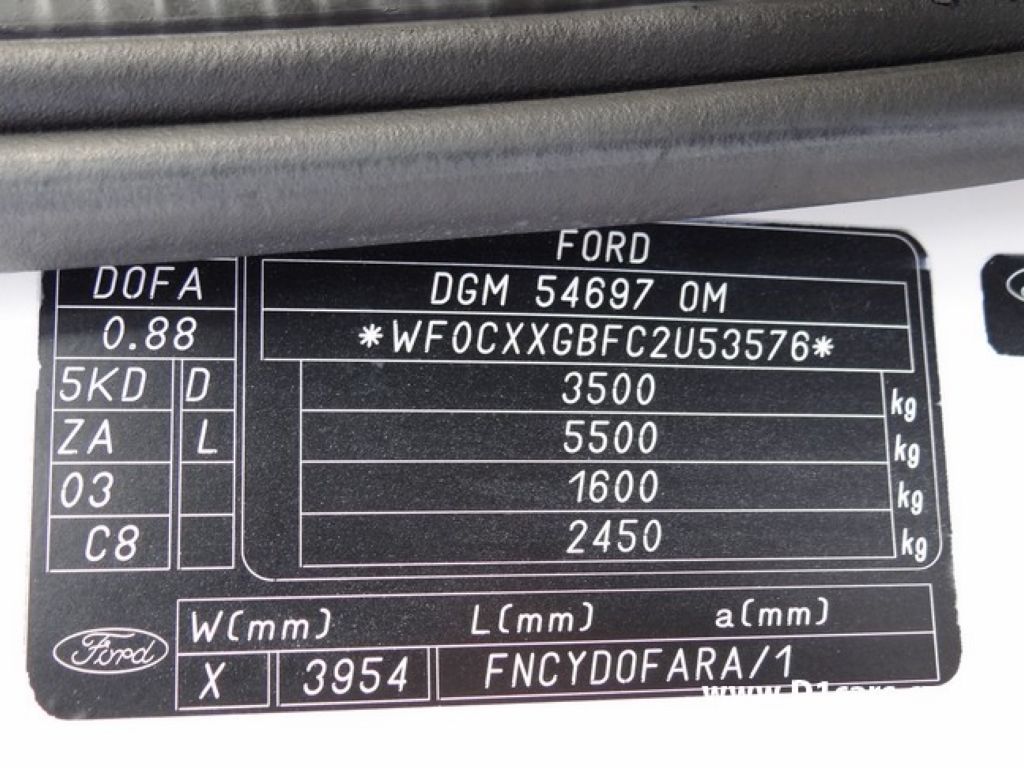 FORD
DOFA
DGM 54697 OM
0.88
*WF0CXXGBFC2U53576*
5KD D 3500 kg
ZA L 5500 kg
03 1600 kg
C8 2450 kg
W(mm) L(mm) a(mm)
Ford
X 3954 FNCYDOFARA/1